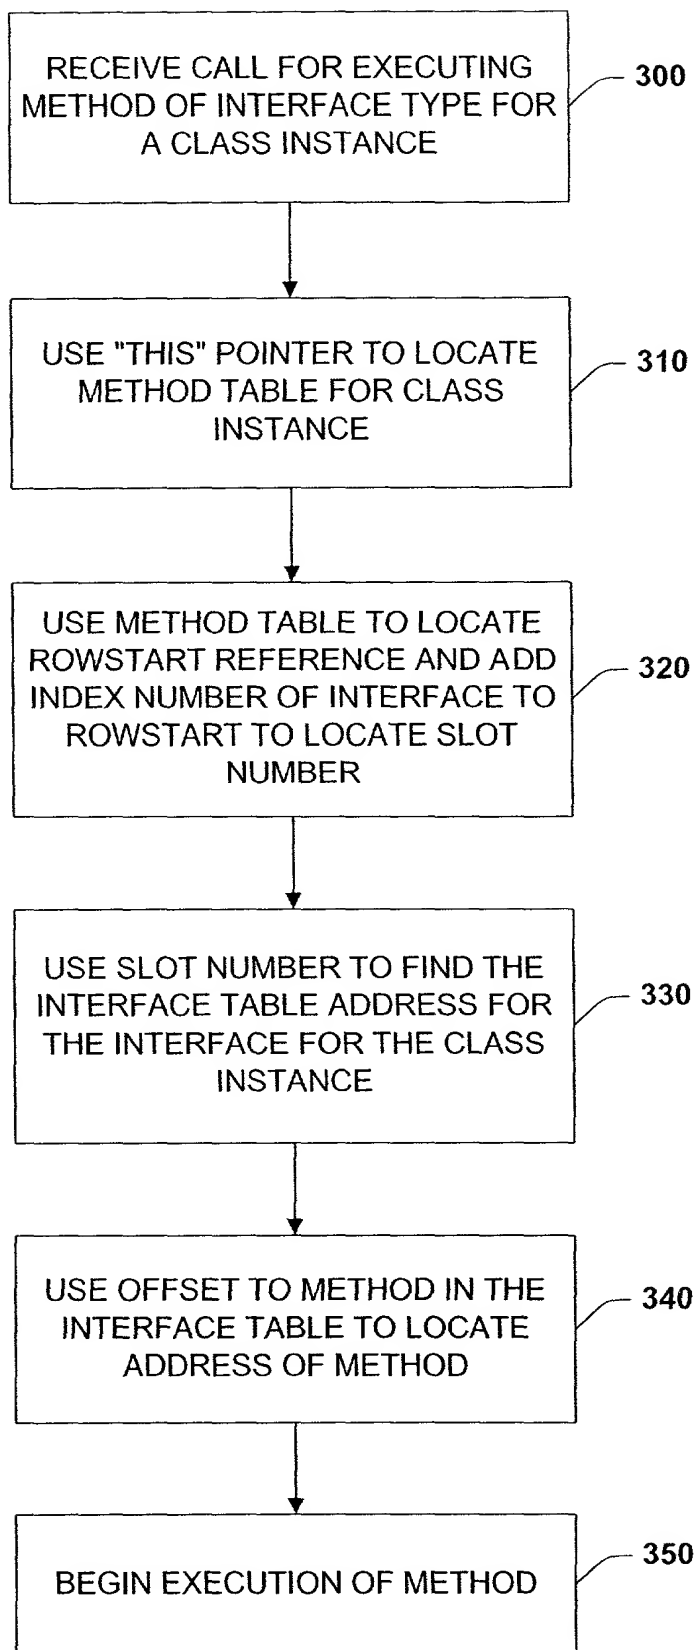 RECEIVE CALL FOR EXECUTING
METHOD OF INTERFACE TYPE FOR
A CLASS INSTANCE
300
USE "THIS" POINTER TO LOCATE
METHOD TABLE FOR CLASS
INSTANCE
310
USE METHOD TABLE TO LOCATE
ROWSTART REFERENCE AND ADD
INDEX NUMBER OF INTERFACE TO
ROWSTART TO LOCATE SLOT
NUMBER
320
USE SLOT NUMBER TO FIND THE
INTERFACE TABLE ADDRESS FOR
THE INTERFACE FOR THE CLASS
INSTANCE
330
USE OFFSET TO METHOD IN THE
INTERFACE TABLE TO LOCATE
ADDRESS OF METHOD
340
BEGIN EXECUTION OF METHOD
350